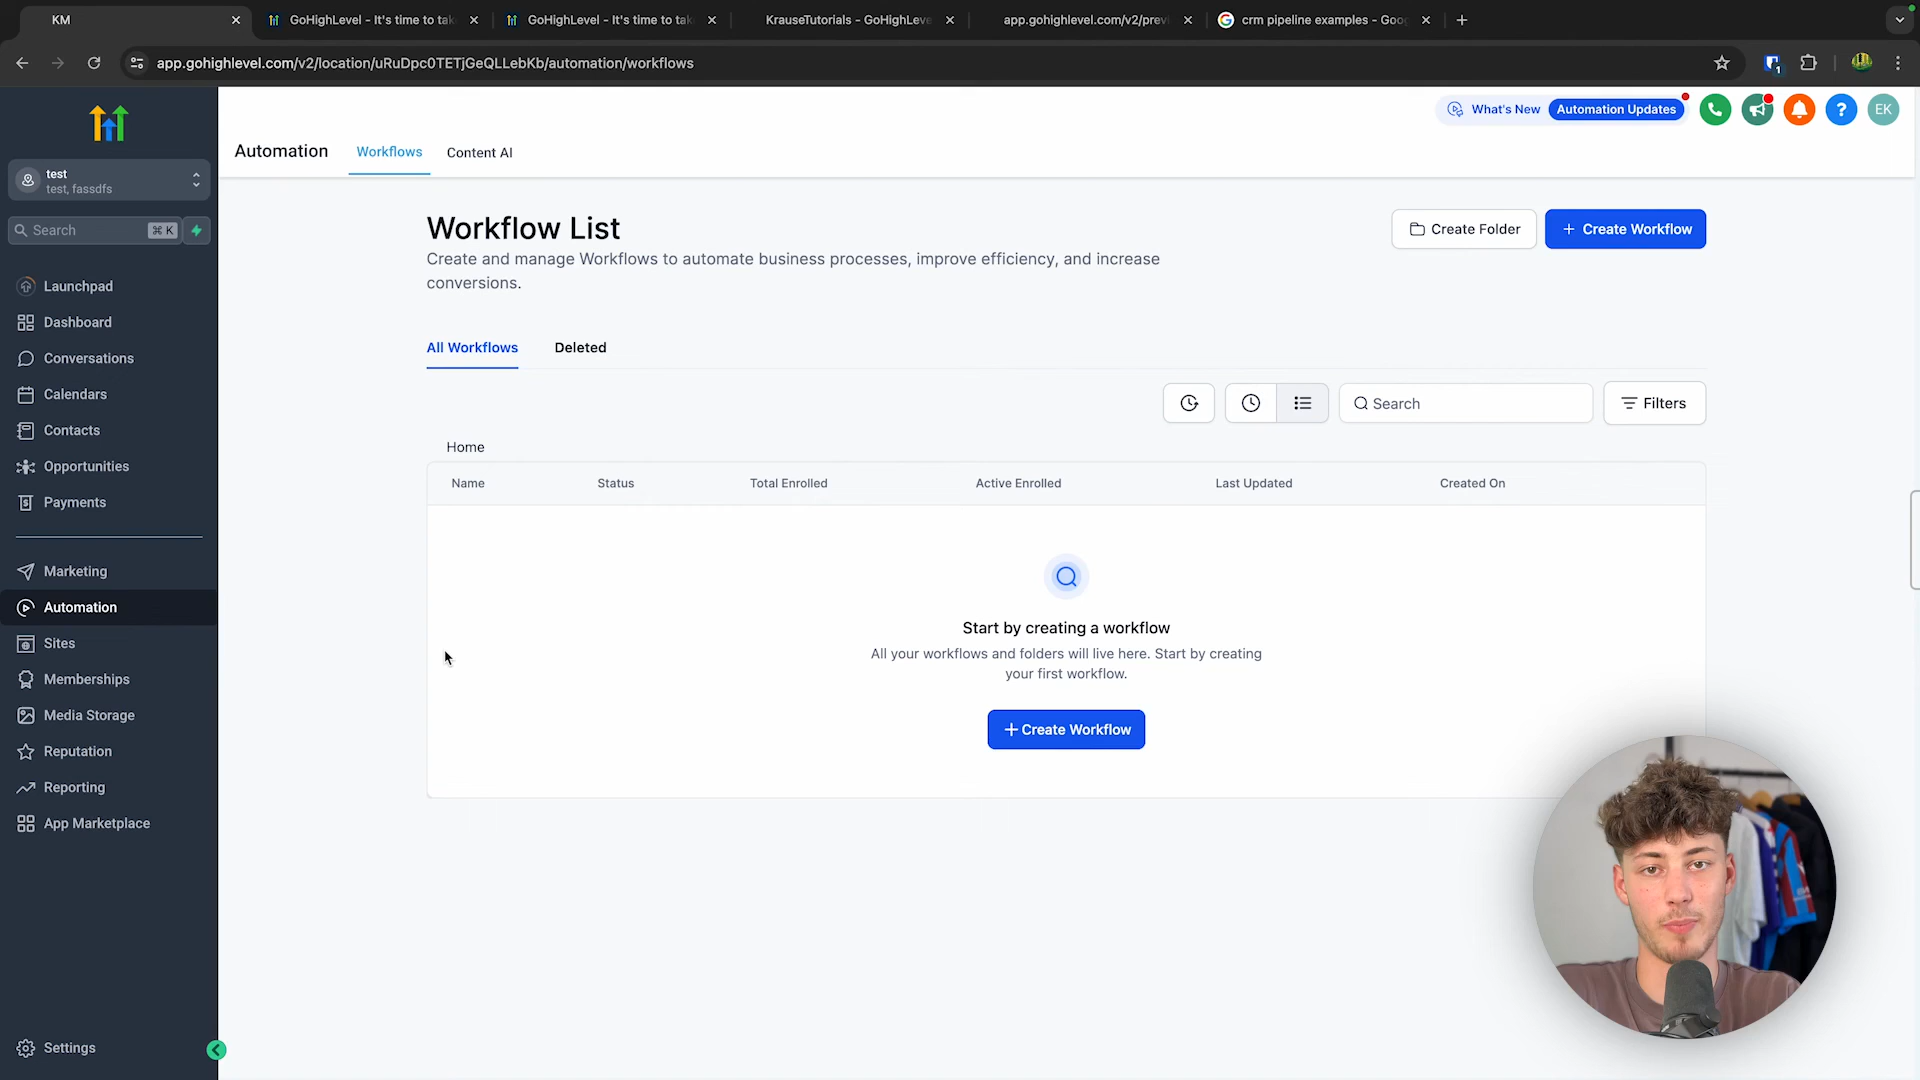 KM
GoHighLevel - It's time to tak
GoHighLevel - It's time to tak
KrauseTutorials - GoHighLeve
app.gohighlevel.com/v2/previ
crm pipeline examples - Goog
app.gohighlevel.com/v2/location/uRuDpc0TETjGeQLLebKb/automation/workflows
1
What's New
Automation Updates
?
EK
test
test, fassdfs
Automation
Workflows
Content AI
Search
⌘ K
Launchpad
Dashboard
Conversations
Calendars
Contacts
Opportunities
Payments
Marketing
Automation
Sites
Memberships
Media Storage
Reputation
Reporting
App Marketplace
Settings
Workflow List
Create and manage Workflows to automate business processes, improve efficiency, and increase
conversions.
Create Folder
+ Create Workflow
All Workflows
Deleted
Search
Filters
Home
Name
Status
Total Enrolled
Active Enrolled
Last Updated
Created On
Start by creating a workflow
All your workflows and folders will live here. Start by creating
your first workflow.
+ Create Workflow